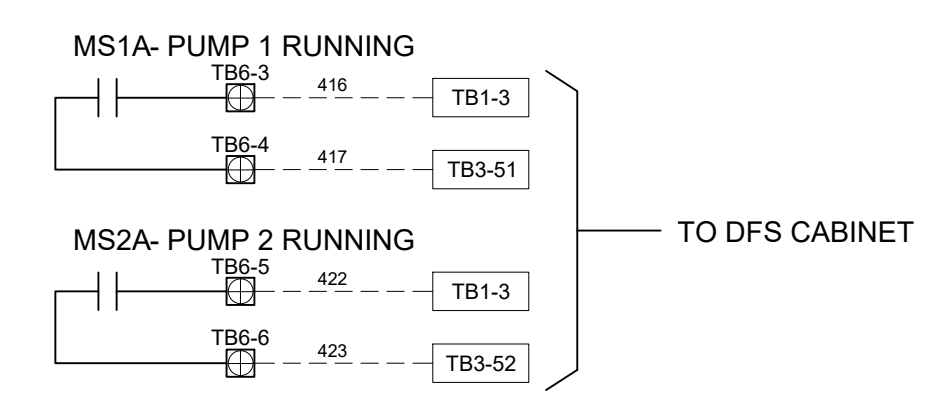 MS1A- PUMP 1 RUNNING
TB6-3
416
TB1-3
TB6-4
417
TB3-51
TO DFS CABINET
MS2A- PUMP 2 RUNNING
TB6-5
422
TB1-3
TB6-6
423
TB3-52